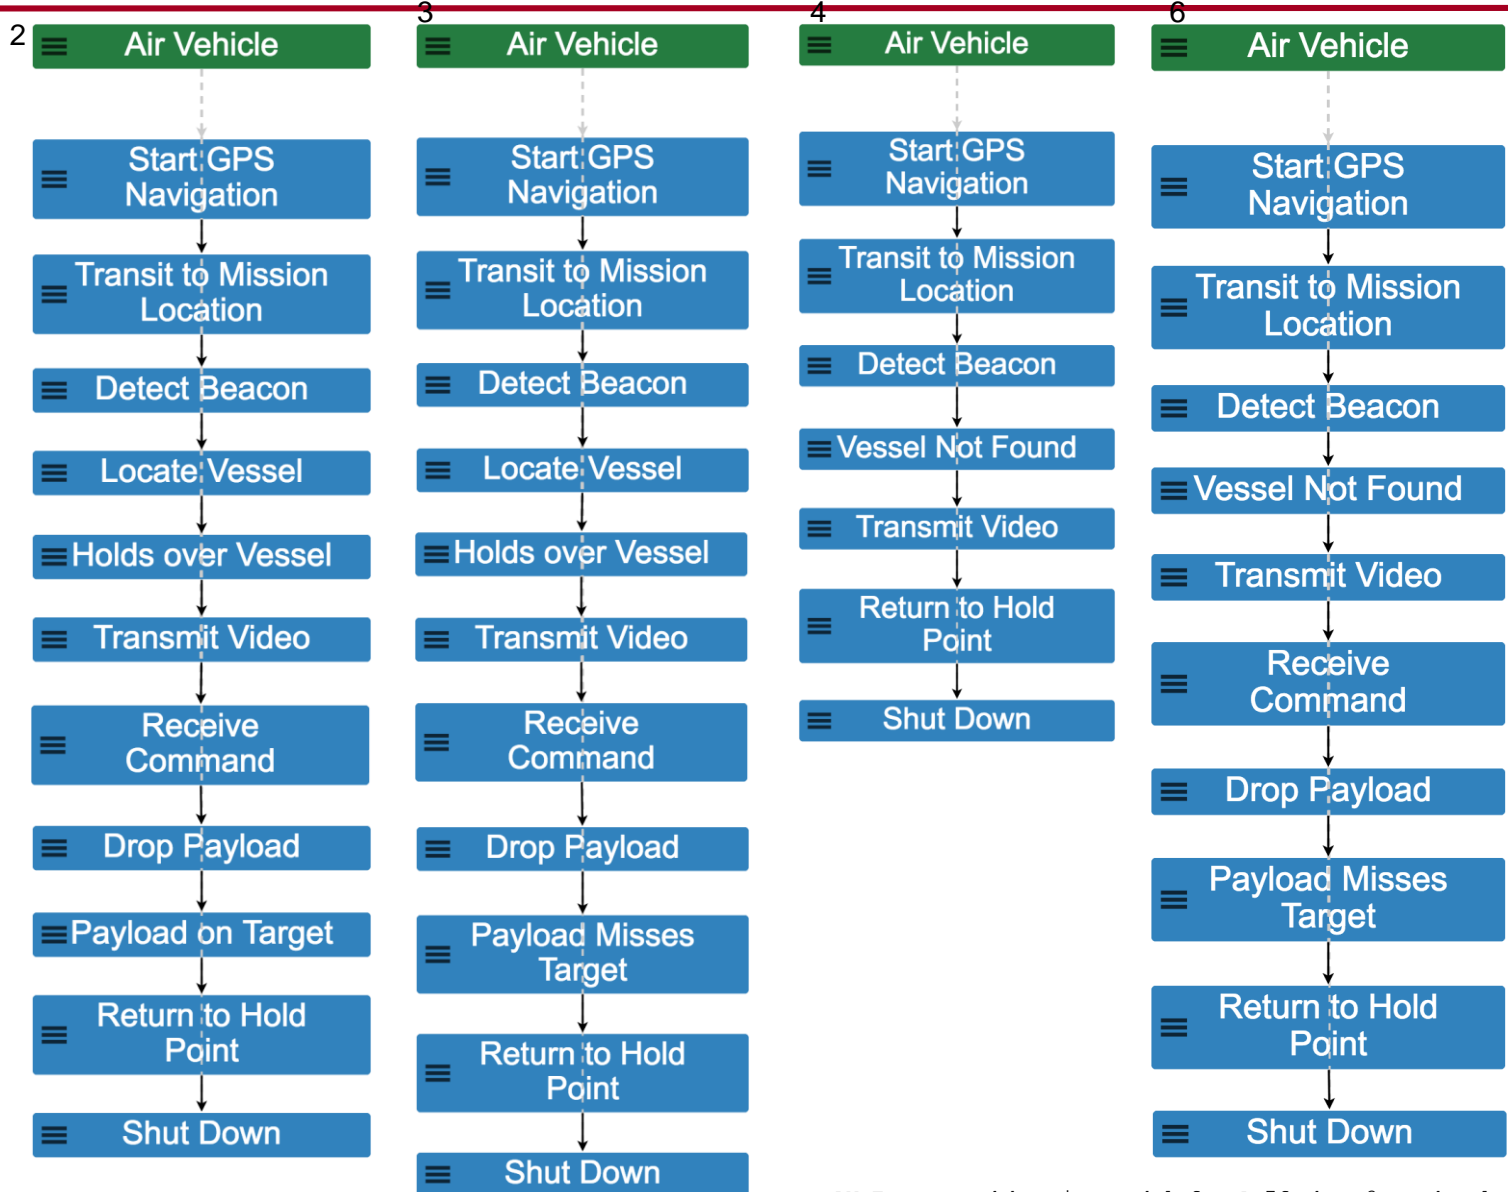 2
Air Vehicle
Start GPS
Navigation
Transit to Mission
Location
Detect Beacon
Locate Vessel
Holds over Vessel
Transmit Video
Receive
Command
Drop Payload
Payload on Target
Return to Hold
Point
Shut Down
3
Air Vehicle
Start GPS
Navigation
Transit to Mission
Location
Detect Beacon
Locate Vessel
Holds over Vessel
Transmit Video
Receive
Command
Drop Payload
Payload Misses
Target
Return to Hold
Point
Shut Down
4
Air Vehicle
Start GPS
Navigation
Transit to Mission
Location
Detect Beacon
Vessel Not Found
Transmit Video
Return to Hold
Point
Shut Down
6
Air Vehicle
Start GPS
Navigation
Transit to Mission
Location
Detect Beacon
Vessel Not Found
Transmit Video
Receive
Command
Drop Payload
Payload Misses
Target
Return to Hold
Point
Shut Down